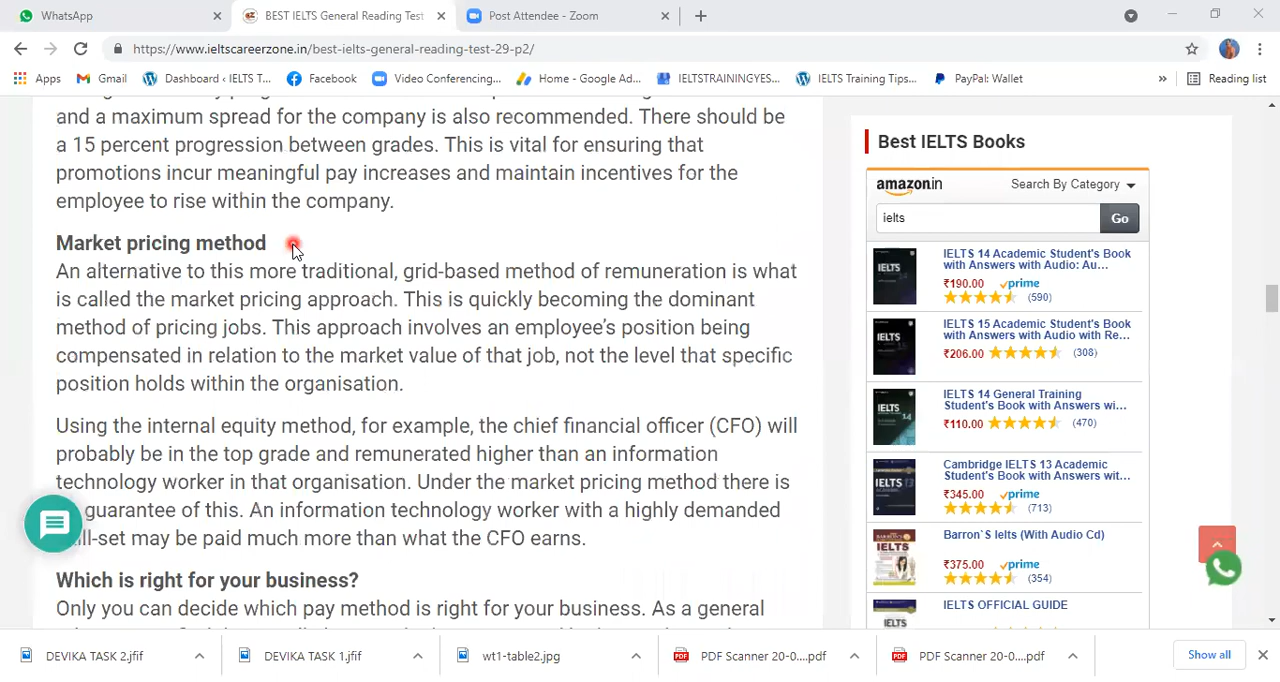 WhatsApp
BEST IELTS General Reading Test
Post Attendee - Zoom
https://www.ieltscareerzone.in/best-ielts-general-reading-test-29-p2/
Apps
Gmail
Dashboard ‹ IELTS T...
Facebook
Video Conferencing...
Home - Google Ad...
IELTSTRAININGYES...
IELTS Training Tips...
PayPal: Wallet
»
Reading list
and a maximum spread for the company is also recommended. There should be
a 15 percent progression between grades. This is vital for ensuring that
promotions incur meaningful pay increases and maintain incentives for the
employee to rise within the company.
Market pricing method
An alternative to this more traditional, grid-based method of remuneration is what
is called the market pricing approach. This is quickly becoming the dominant
method of pricing jobs. This approach involves an employee's position being
compensated in relation to the market value of that job, not the level that specific
position holds within the organisation.
Using the internal equity method, for example, the chief financial officer (CFO) will
probably be in the top grade and remunerated higher than an information
technology worker in that organisation. Under the market pricing method there is
guarantee of this. An information technology worker with a highly demanded
may be paid much more than what the CFO earns.
Which is right for your business?
Only you can decide which pay method is right for your business. As a general
Best IELTS Books
amazon.in
Search By Category
ielts
Go
IELTS 14 Academic Student's Book
with Answers with Audio: Au...
₹190.00 prime
(590)
IELTS 15 Academic Student's Book
with Answers with Audio with Re...
₹206.00 (308)
IELTS 14 General Training
Student's Book with Answers wi...
₹110.00 (470)
Cambridge IELTS 13 Academic
Student's Book with Answers wit...
₹345.00 prime
(713)
Barron`S Ielts (With Audio Cd)
₹375.00 prime
(354)
IELTS OFFICIAL GUIDE
DEVIKA TASK 2.jfif
DEVIKA TASK 1.jfif
wt1-table2.jpg
PDF Scanner 20-0....pdf
PDF Scanner 20-0....pdf
Show all